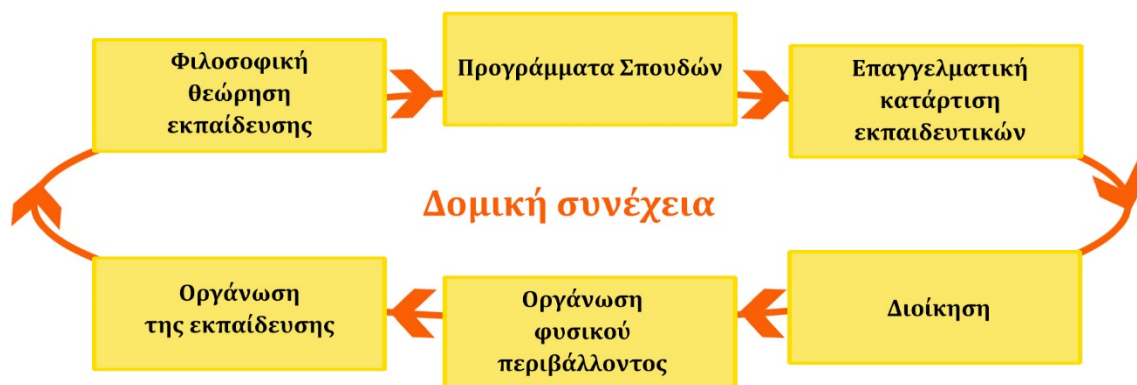 Φιλοσοφική
θεώρηση
εκπαίδευσης
Προγράμματα Σπουδών
Επαγγελματική
κατάρτιση
εκπαιδευτικών
Δομική συνέχεια
Οργάνωση
της εκπαίδευσης
Οργάνωση
φυσικού
περιβάλλοντος
Διοίκηση